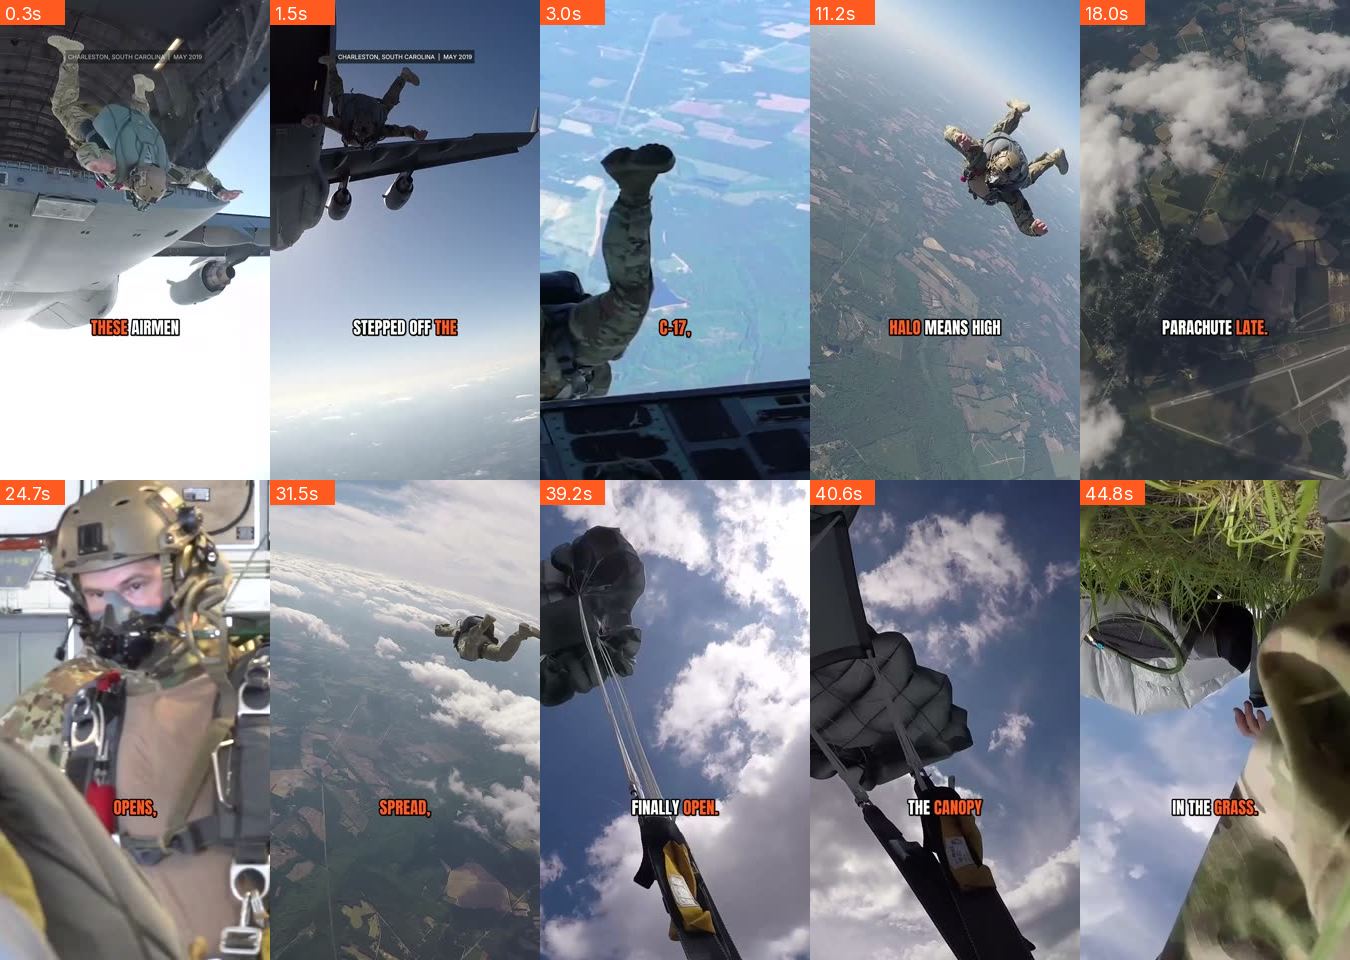 0.3s
CHARLESTON, SOUTH CAROLINA | MAY 2019
THESE AIRMEN
1.5s
CHARLESTON, SOUTH CAROLINA | MAY 2019
STEPPED OFF THE
3.0s
C-17,
11.2s
HALO MEANS HIGH
18.0s
PARACHUTE LATE.
24.7s
OPENS,
31.5s
SPREAD,
39.2s
FINALLY OPEN.
40.6s
THE CANOPY
44.8s
IN THE GRASS.